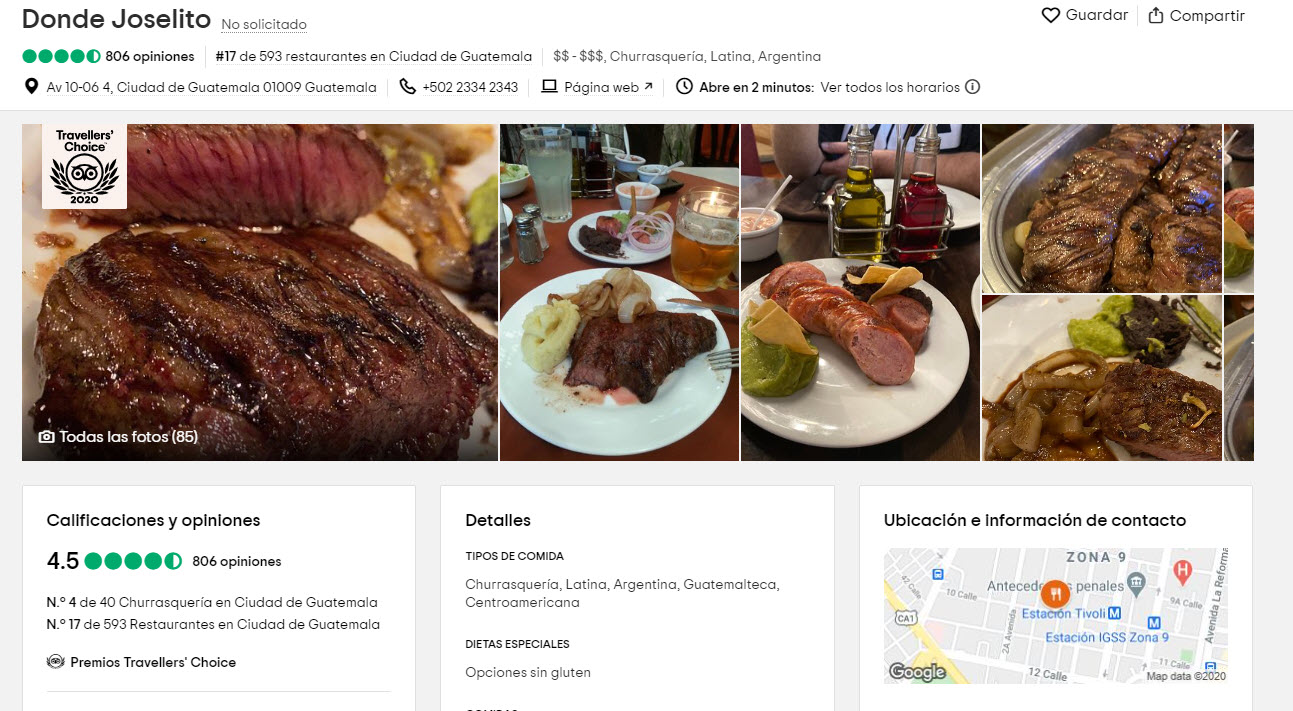 Donde Joselito No solicitado
Guardar
Compartir
806 opiniones
#17 de 593 restaurantes en Ciudad de Guatemala
$$ - $$$, Churrasquería, Latina, Argentina
Av 10-06 4, Ciudad de Guatemala 01009 Guatemala
+502 2334 2343
Página web
Abre en 2 minutos: Ver todos los horarios
Travellers'
Choice
2020
Todas las fotos (85)
Calificaciones y opiniones
4.5 806 opiniones
N.º 4 de 40 Churrasquería en Ciudad de Guatemala
N.º 17 de 593 Restaurantes en Ciudad de Guatemala
Premios Travellers' Choice
Detalles
TIPOS DE COMIDA
Churrasquería, Latina, Argentina, Guatemalteca,
Centroamericana
DIETAS ESPECIALES
Opciones sin gluten
Ubicación e información de contacto
ZONA 9
H
42 Calle
10 Calle
Antecedentes penales
9A Calle
Estación Tivoli M
M
CA1
2A Avenida
Estación IGSS Zona 9
Avenida La Reforma
11 Calle
12 Calle
Google
Map data ©2020